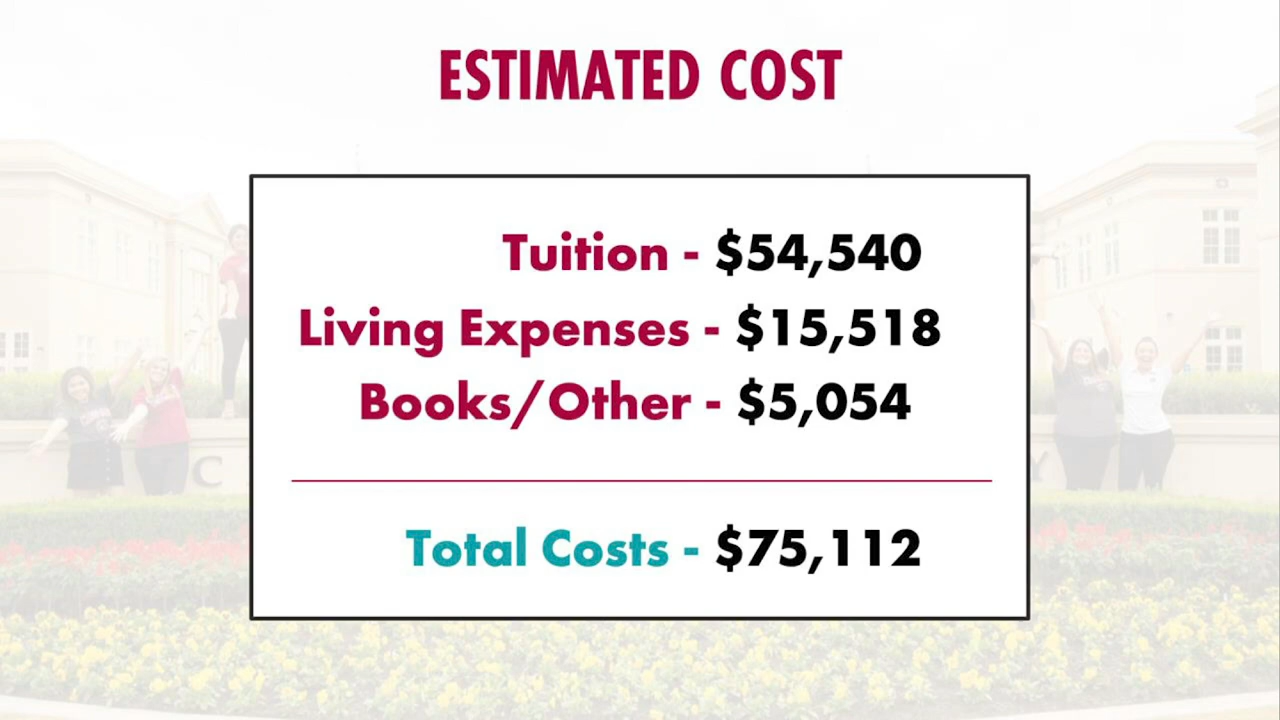 ESTIMATED COST
Tuition - $54,540
Living Expenses - $15,518
Books/Other - $5,054
Total Costs - $75,112
C
Y